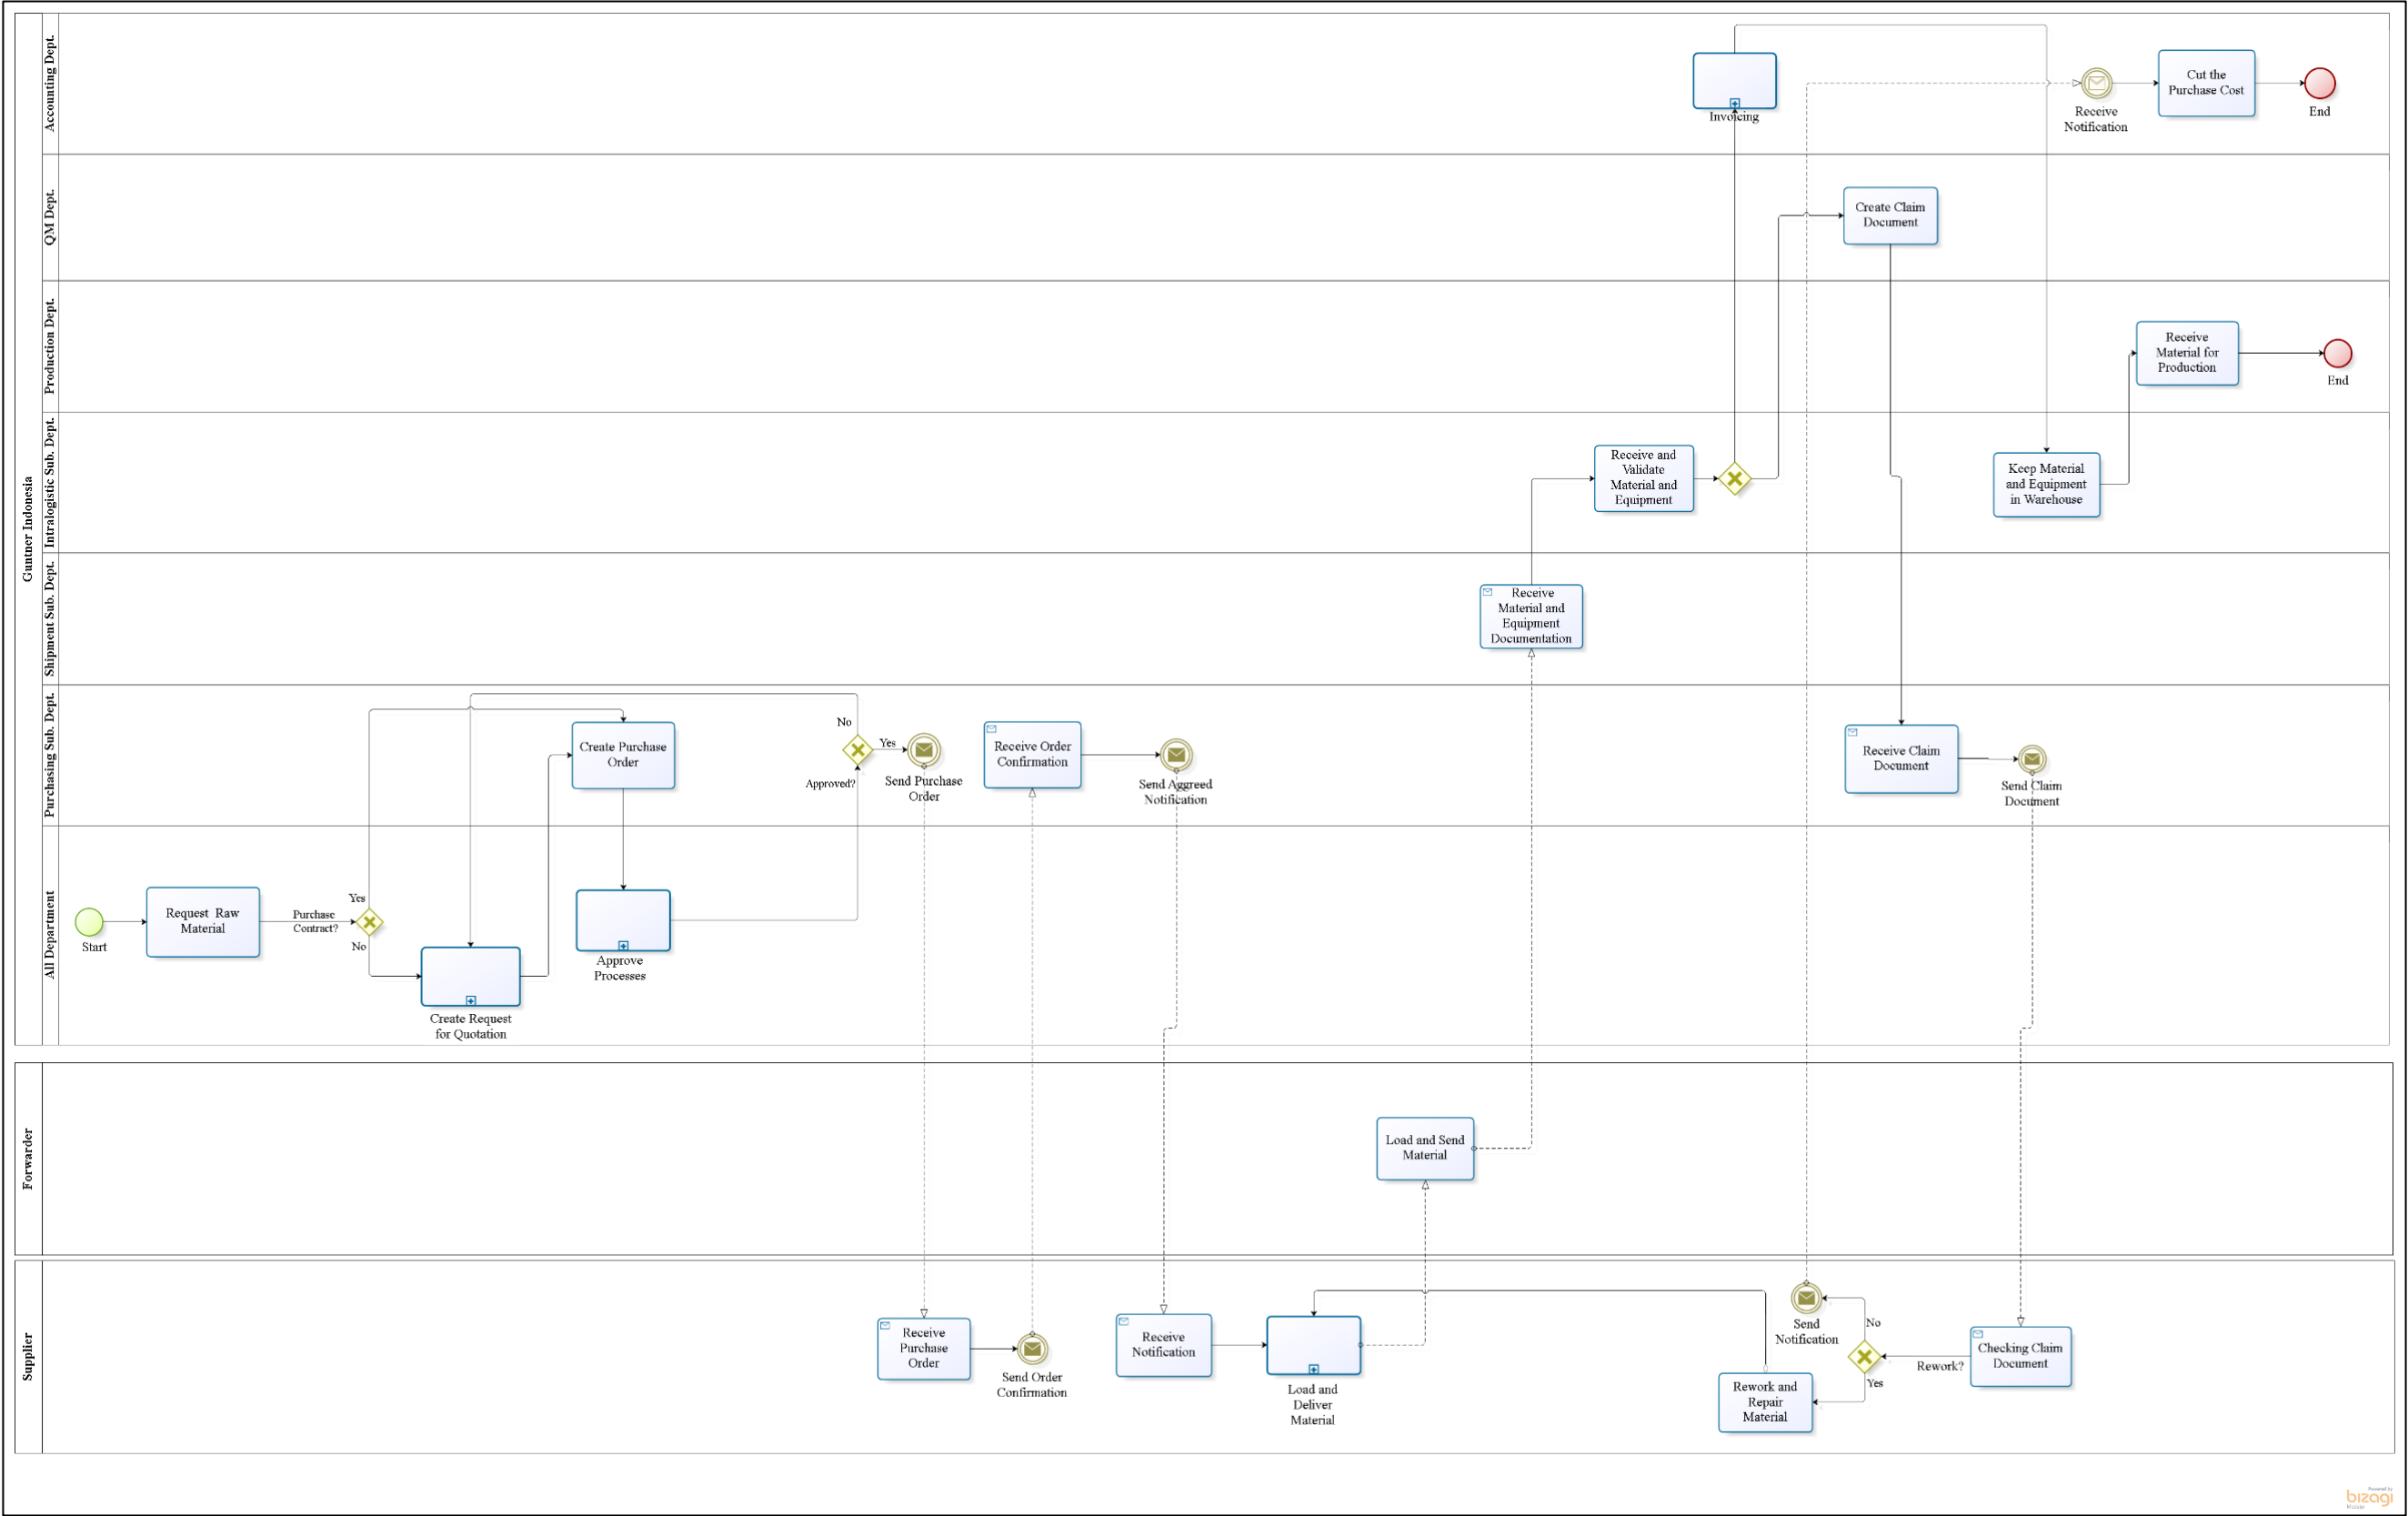 Guntner Indonesia
Accounting Dept.
Invoicing
Receive
Notification
Cut the
Purchase Cost
End
QM Dept.
Create Claim
Document
Production Dept.
Receive
Material for
Production
End
Intralogistic Sub. Dept.
Receive and
Validate
Material and
Equipment
Keep Material
and Equipment
in Warehouse
Shipment Sub. Dept.
Receive
Material and
Equipment
Documentation
Purchasing Sub. Dept.
Create Purchase
Order
No
Yes
Approved?
Send Purchase
Order
Receive Order
Confirmation
Send Aggreed
Notification
Receive Claim
Document
Send Claim
Document
All Department
Start
Request Raw
Material
Purchase
Contract?
Yes
No
Create Request
for Quotation
Approve
Processes
Forwarder
Load and Send
Material
Supplier
Receive
Purchase
Order
Send Order
Confirmation
Receive
Notification
Load and
Deliver
Material
Send
Notification
No
Yes
Rework?
Checking Claim
Document
Rework and
Repair
Material
Powered by
bizagi
Modeler